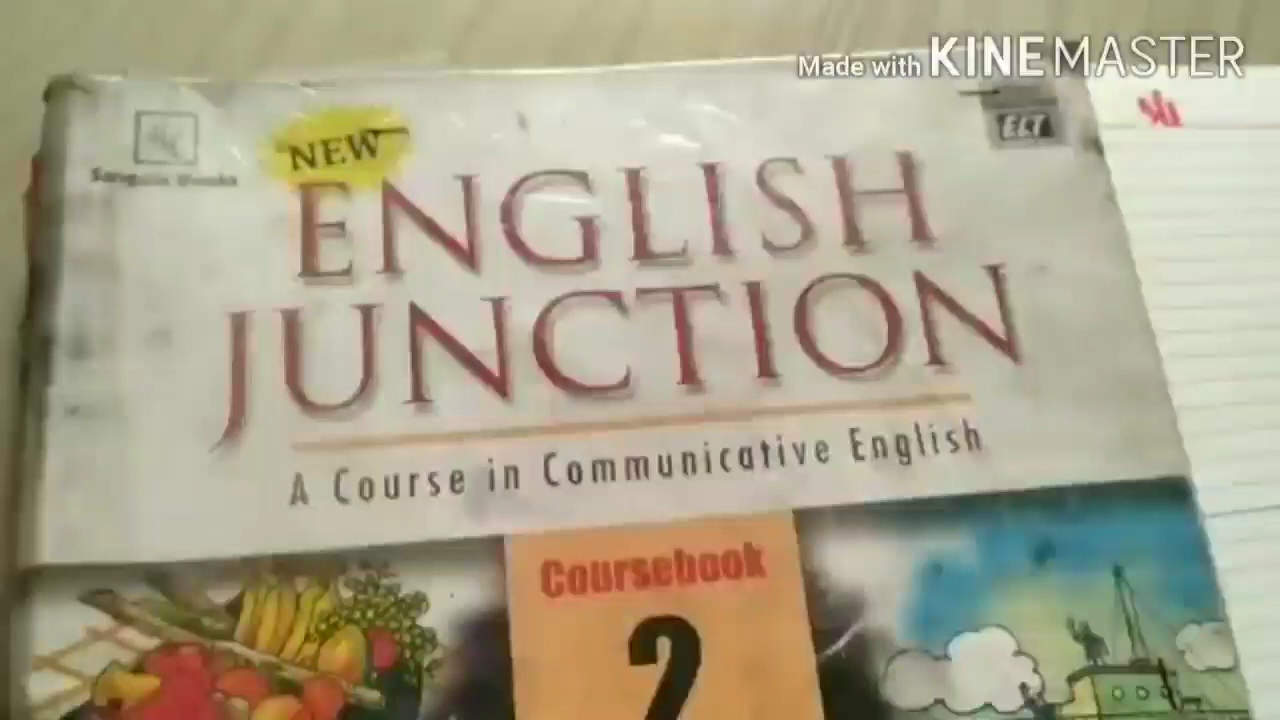 Made with KINEMASTER
ELT
NEW
ENGLISH
JUNCTION
A Course in Communicative English
Coursebook
2